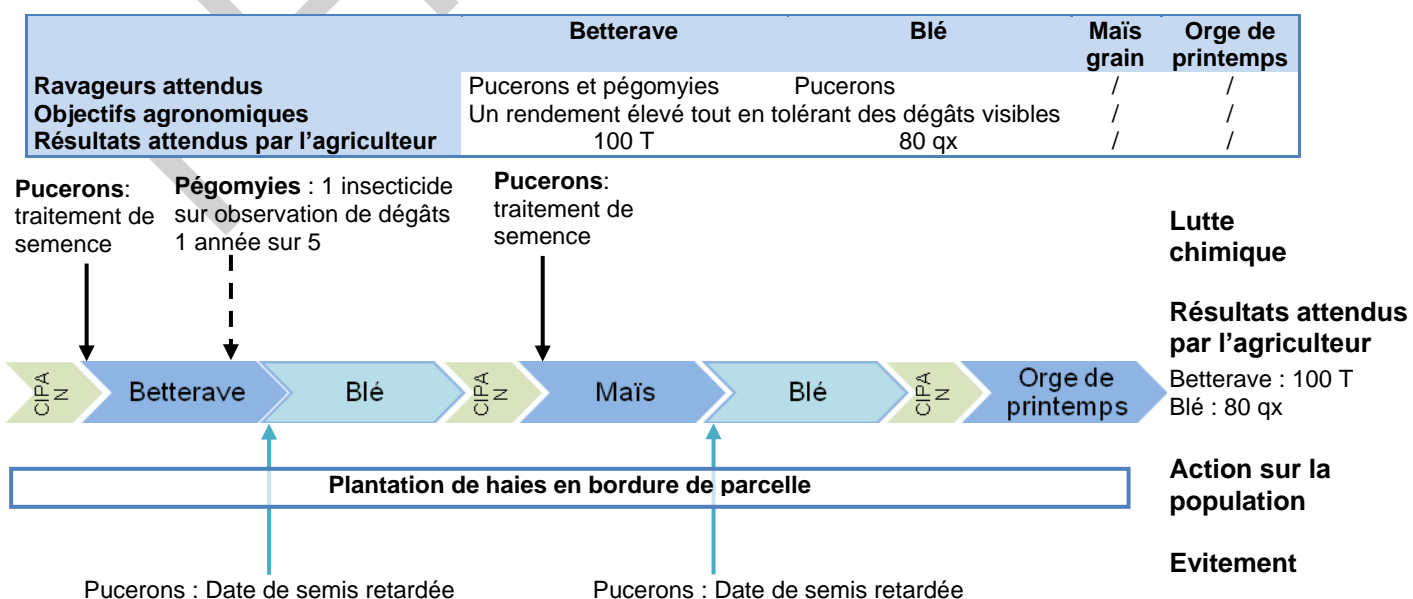 Betterave Blé Maïs grain Orge de printemps
Ravageurs attendus Pucerons et pégomyies Pucerons / /
Objectifs agronomiques Un rendement élevé tout en tolérant des dégâts visibles / /
Résultats attendus par l'agriculteur 100 T 80 qx / /
Pucerons:
traitement de
semence
Pégomyies : 1 insecticide
sur observation de dégâts
1 année sur 5
Pucerons:
traitement de
semence
Lutte
chimique
Résultats attendus
par l'agriculteur
Betterave : 100 T
Blé : 80 qx
CIPA
N
Betterave
Blé
CIPA
N
Maïs
Blé
CIPA
N
Orge de
printemps
Plantation de haies en bordure de parcelle
Action sur la
population
Evitement
Pucerons : Date de semis retardée
Pucerons : Date de semis retardée